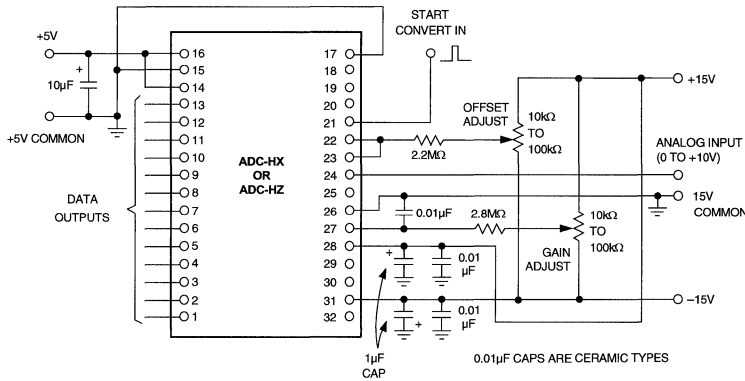 START
CONVERT IN
+5V
+
10µF
+5V COMMON
16
15
14
13
12
11
10
9
8
7
6
5
4
3
2
1
DATA
OUTPUTS
ADC-HX
OR
ADC-HZ
17
18
19
20
21
22
23
24
25
26
27
28
29
30
31
32
2.2MΩ
OFFSET
ADJUST
10kΩ
TO
100kΩ
+15V
ANALOG INPUT
(0 TO +10V)
15V
COMMON
0.01µF
2.8MΩ
10kΩ
TO
100kΩ
GAIN
ADJUST
+
0.01
µF
+
0.01
µF
–15V
1µF
CAP
0.01µF CAPS ARE CERAMIC TYPES